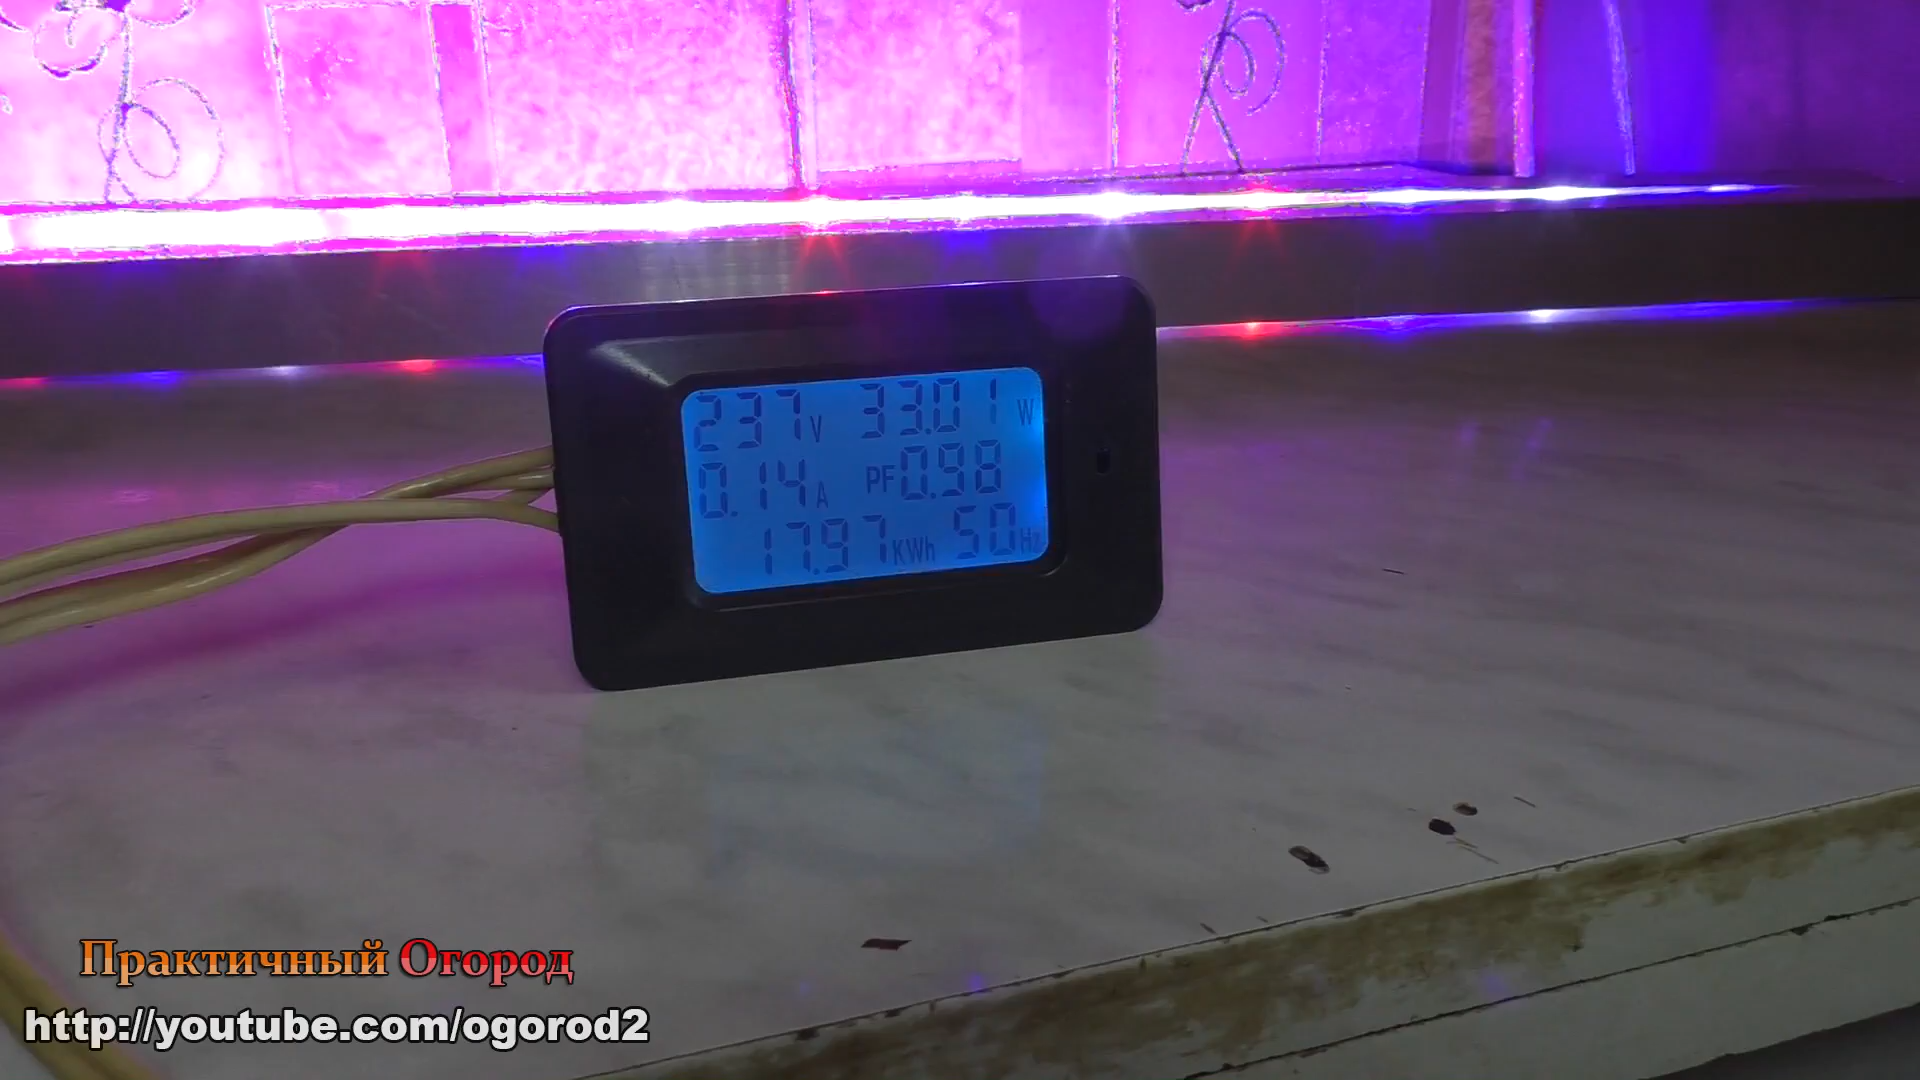 237V 33.01W
0.14A PF0.98
17.97KWh 50Hz
Практичный Огород
http://youtube.com/ogorod2